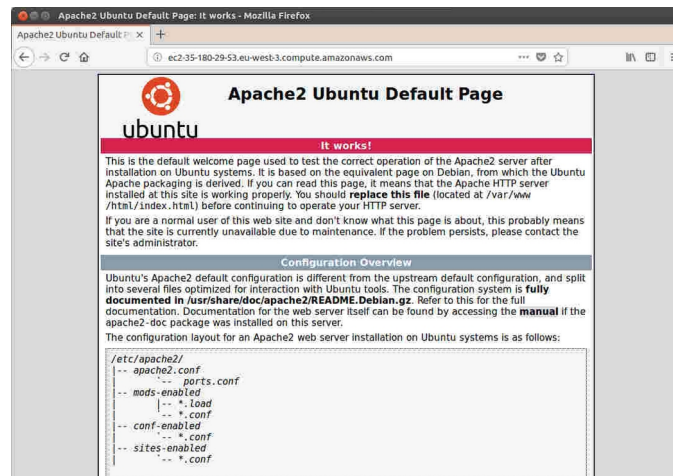 Apache2 Ubuntu Default Page: It works - Mozilla Firefox
Apache2 Ubuntu Default P
ec2-35-180-29-53.eu-west-3.compute.amazonaws.com
ubuntu
Apache2 Ubuntu Default Page
It works!
This is the default welcome page used to test the correct operation of the Apache2 server after
installation on Ubuntu systems. It is based on the equivalent page on Debian, from which the Ubuntu
Apache packaging is derived. If you can read this page, it means that the Apache HTTP server
installed at this site is working properly. You should replace this file (located at /var/www
/html/index.html) before continuing to operate your HTTP server.
If you are a normal user of this web site and don't know what this page is about, this probably means
that the site is currently unavailable due to maintenance. If the problem persists, please contact the
site's administrator.
Configuration Overview
Ubuntu's Apache2 default configuration is different from the upstream default configuration, and split
into several files optimized for interaction with Ubuntu tools. The configuration system is fully
documented in /usr/share/doc/apache2/README.Debian.gz. Refer to this for the full
documentation. Documentation for the web server itself can be found by accessing the manual if the
apache2-doc package was installed on this server.
The configuration layout for an Apache2 web server installation on Ubuntu systems is as follows:
/etc/apache2/
|-- apache2.conf
|       `--  ports.conf
|-- mods-enabled
|       |-- *.load
|       `-- *.conf
|-- conf-enabled
|       `-- *.conf
|-- sites-enabled
|       `-- *.conf